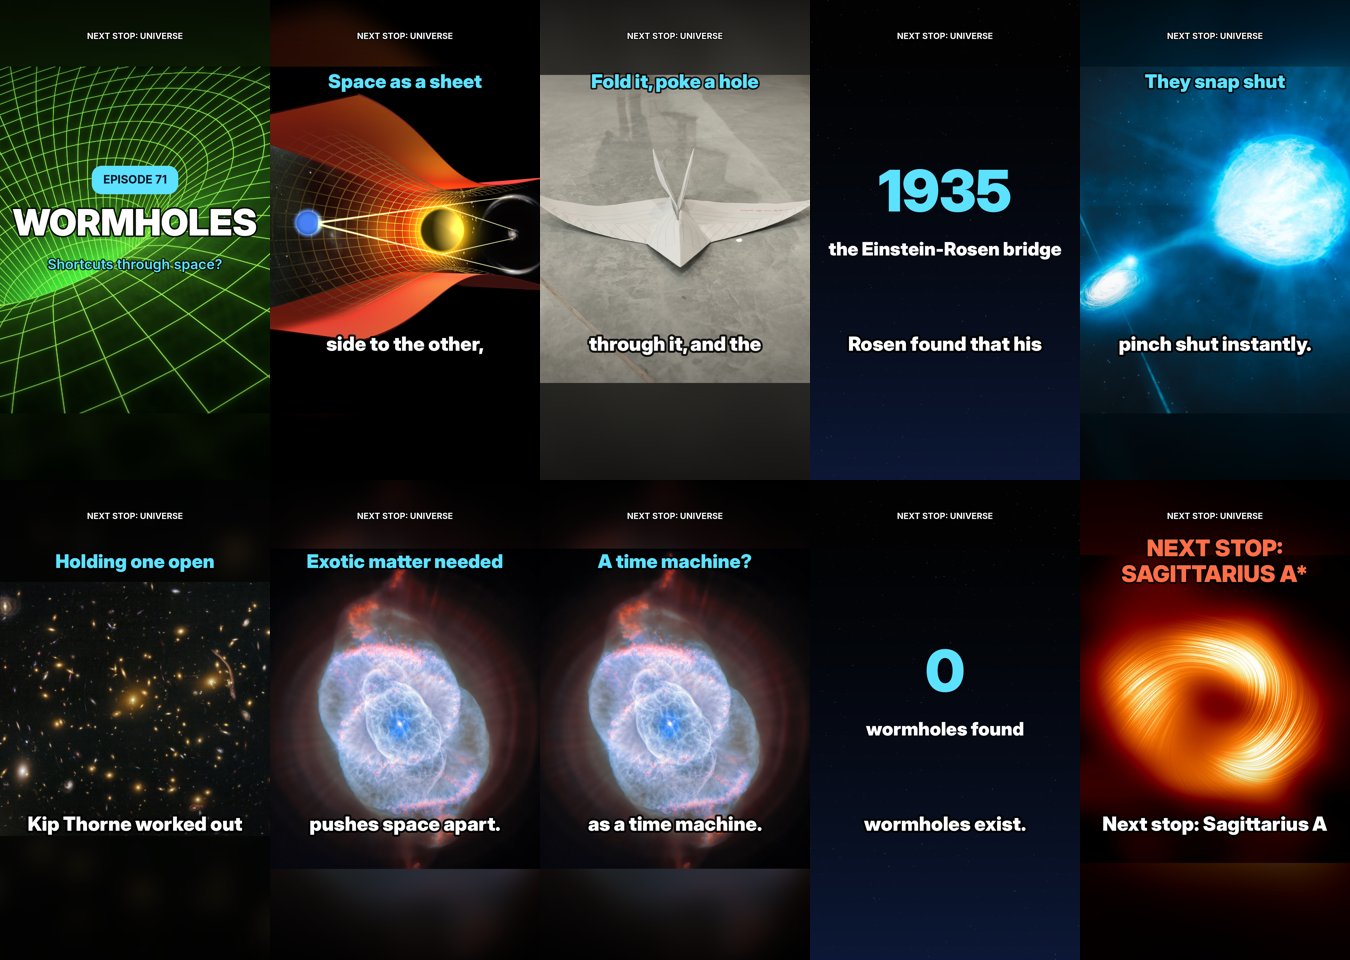 NEXT STOP: UNIVERSE
EPISODE 71
WORMHOLES
Shortcuts through space?
NEXT STOP: UNIVERSE
Space as a sheet
side to the other,
NEXT STOP: UNIVERSE
Fold it, poke a hole
through it, and the
NEXT STOP: UNIVERSE
1935
the Einstein-Rosen bridge
Rosen found that his
NEXT STOP: UNIVERSE
They snap shut
pinch shut instantly.
NEXT STOP: UNIVERSE
Holding one open
Kip Thorne worked out
NEXT STOP: UNIVERSE
Exotic matter needed
pushes space apart.
NEXT STOP: UNIVERSE
A time machine?
as a time machine.
NEXT STOP: UNIVERSE
0
wormholes found
wormholes exist.
NEXT STOP: UNIVERSE
NEXT STOP:
SAGITTARIUS A*
Next stop: Sagittarius A